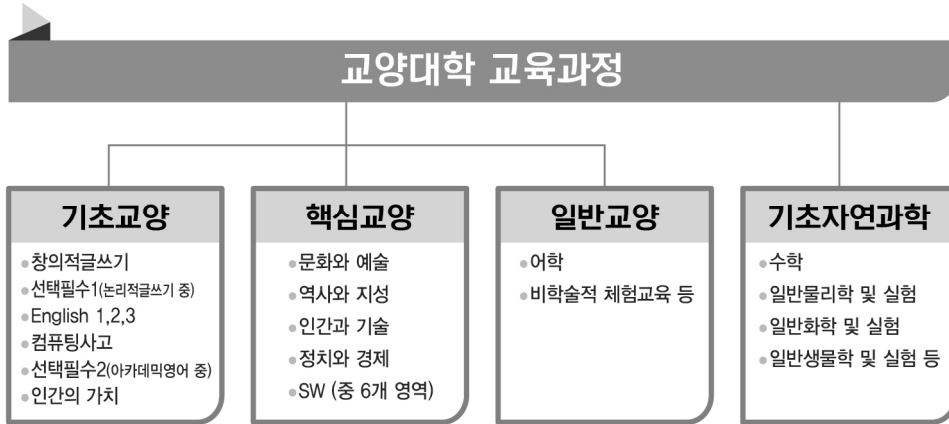 교양대학 교육과정
기초교양
창의적글쓰기
선택필수1(논리적글쓰기 중)
English 1,2,3
컴퓨팅사고
선택필수2(아카데믹영어 중)
인간의 가치
핵심교양
문화와 예술
역사와 지성
인간과 기술
정치와 경제
SW (중 6개 영역)
일반교양
어학
비학술적 체험교육 등
기초자연과학
수학
일반물리학 및 실험
일반화학 및 실험
일반생물학 및 실험 등